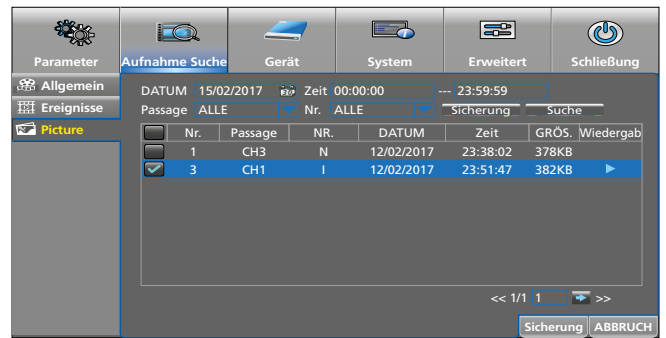 Parameter Aufnahme Suche Gerät System Erweitert Schließung
Allgemein
Ereignisse
Picture
DATUM 15/02/2017 Zeit 00:00:00 --- 23:59:59
Passage ALLE Nr. ALLE Sicherung Suche
Nr. Passage NR. DATUM Zeit GRÖS. Wiedergab
1 CH3 N 12/02/2017 23:38:02 378KB
3 CH1 I 12/02/2017 23:51:47 382KB
<< 1/1 1 >>
Sicherung ABBRUCH